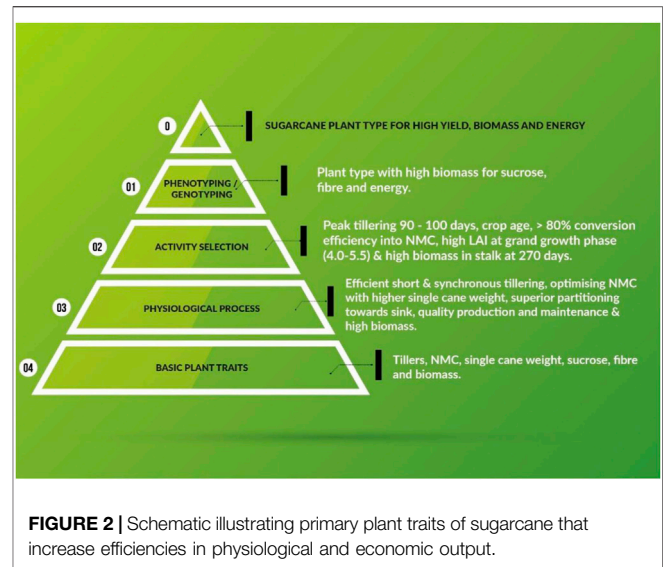 0
SUGARCANE PLANT TYPE FOR HIGH YIELD, BIOMASS AND ENERGY
01
PHENOTYPING /
GENOTYPING
Plant type with high biomass for sucrose,
fibre and energy.
02
ACTIVITY SELECTION
Peak tillering 90 - 100 days, crop age, > 80% conversion
efficiency into NMC, high LAI at grand growth phase
(4.0-5.5) & high biomass in stalk at 270 days.
03
PHYSIOLOGICAL PROCESS
Efficient short & synchronous tillering, optimising NMC
with higher single cane weight, superior partitioning
towards sink, quality production and maintenance &
high biomass.
04
BASIC PLANT TRAITS
Tillers, NMC, single cane weight, sucrose, fibre
and biomass.
FIGURE 2 | Schematic illustrating primary plant traits of sugarcane that
increase efficiencies in physiological and economic output.